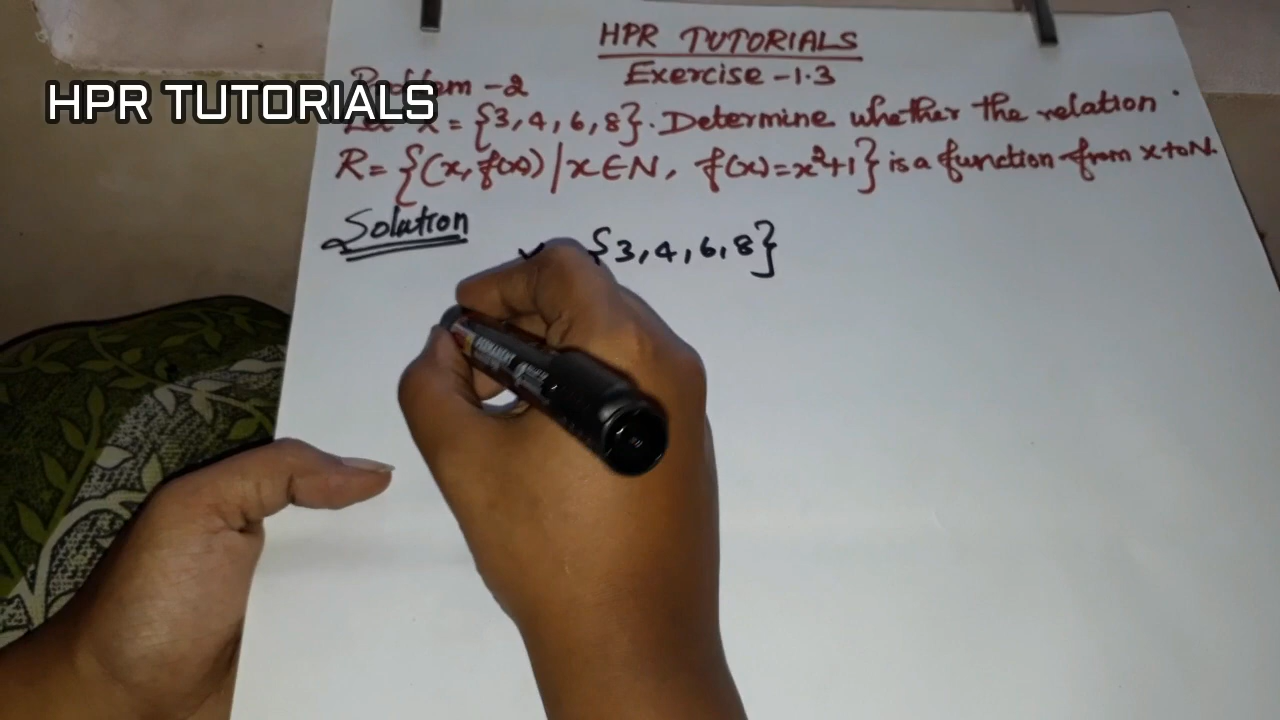 HPR TUTORIALS
Exercise - 1.3
HPR TUTORIALS
Problem - 2
Let X = {3, 4, 6, 8}. Determine whether the relation
R = {(x, f(x)) | x ∈ N, f(x) = x²+1} is a function from X to N.
Solution
{3, 4, 6, 8}
PERMANENT